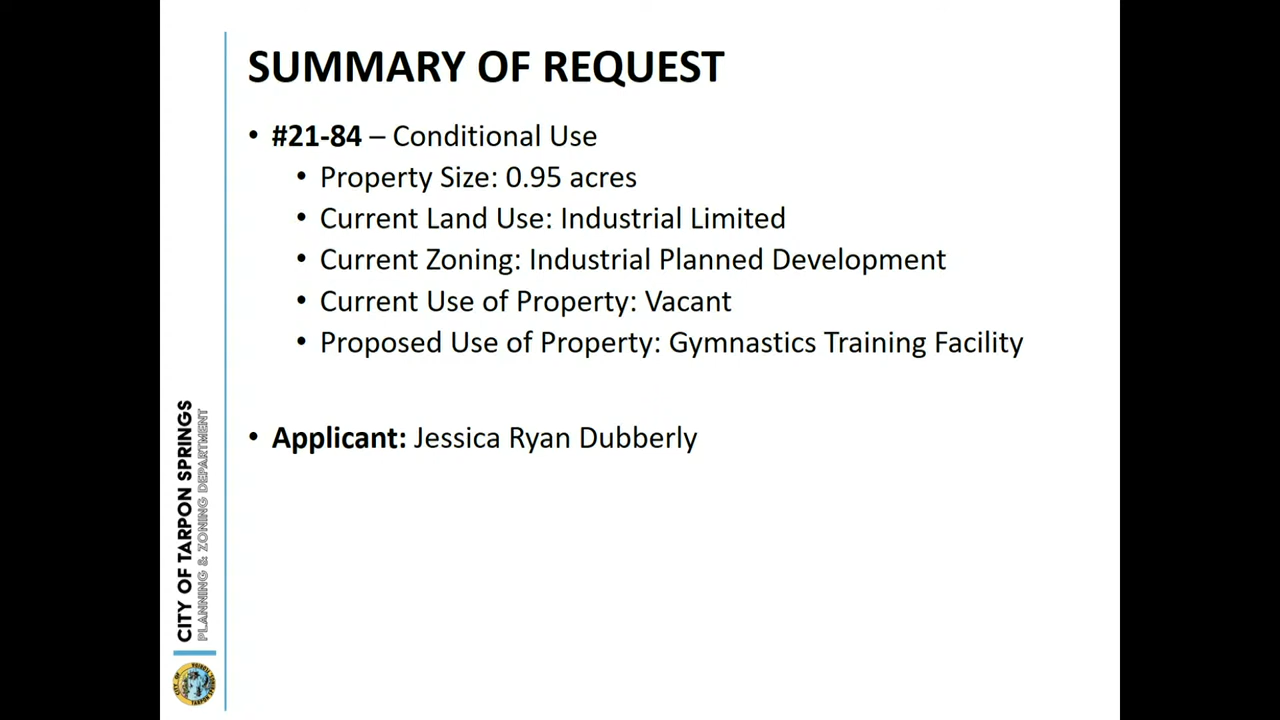 SUMMARY OF REQUEST
• #21-84 – Conditional Use
• Property Size: 0.95 acres
• Current Land Use: Industrial Limited
• Current Zoning: Industrial Planned Development
• Current Use of Property: Vacant
• Proposed Use of Property: Gymnastics Training Facility
• Applicant: Jessica Ryan Dubberly
CITY OF TARPON SPRINGS
PLANNING & ZONING DEPARTMENT